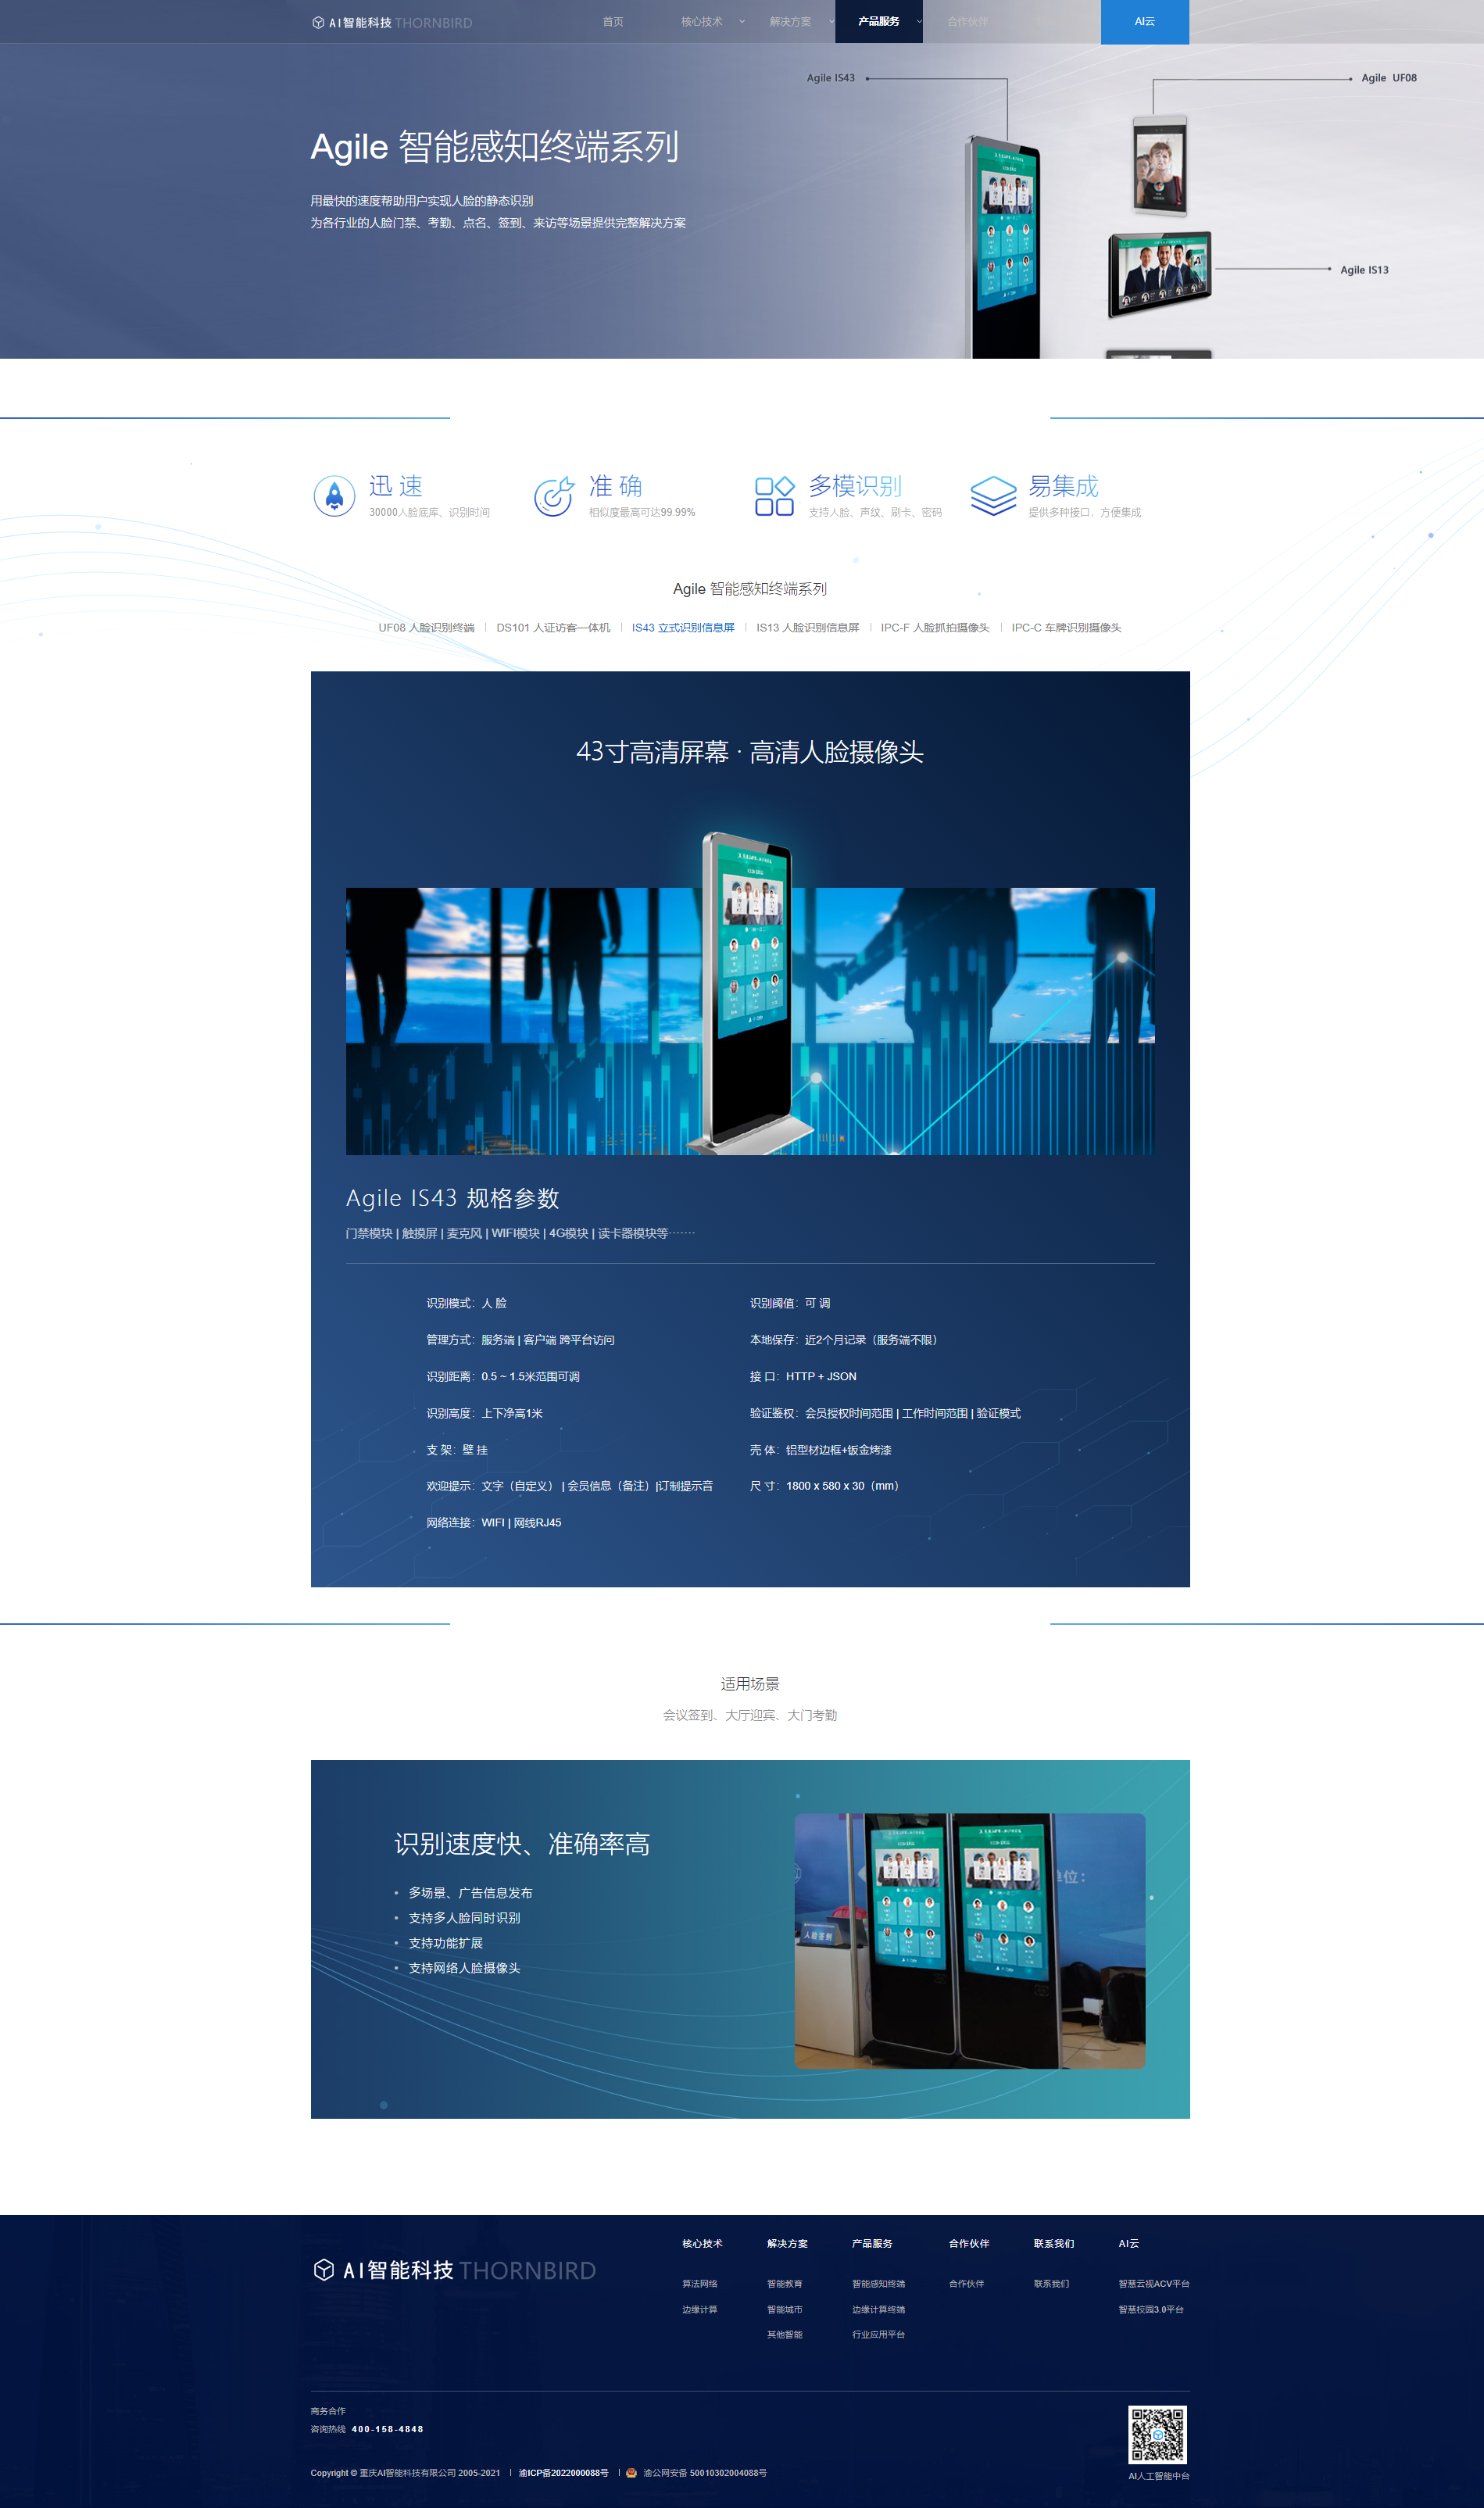 AI智能科技 THORNBIRD
首页
核心技术
解决方案
产品服务
合作伙伴
AI云
Agile IS43
Agile UF08
Agile 智能感知终端系列
用最快的速度帮助用户实现人脸的静态识别
为各行业的人脸门禁、考勤、点名、签到、来访等场景提供完整解决方案
Agile IS13
迅 速
30000人脸底库、识别时间
准 确
相似度最高可达99.99%
多模识别
支持人脸、声纹、刷卡、密码
易集成
提供多种接口，方便集成
Agile 智能感知终端系列
UF08 人脸识别终端 | DS101 人证访客一体机 | IS43 立式识别信息屏 | IS13 人脸识别信息屏 | IPC-F 人脸抓拍摄像头 | IPC-C 车牌识别摄像头
43寸高清屏幕 · 高清人脸摄像头
Agile IS43 规格参数
门禁模块 | 触摸屏 | 麦克风 | WIFI模块 | 4G模块 | 读卡器模块等·······
识别模式：人 脸
识别阈值：可 调
管理方式：服务端 | 客户端 跨平台访问
本地保存：近2个月记录（服务端不限）
识别距离：0.5 ~ 1.5米范围可调
接 口：HTTP + JSON
识别高度：上下净高1米
验证鉴权：会员授权时间范围 | 工作时间范围 | 验证模式
支 架：壁 挂
壳 体：铝型材边框+钣金烤漆
欢迎提示：文字（自定义） | 会员信息（备注）|订制提示音
尺 寸：1800 x 580 x 30（mm）
网络连接：WIFI | 网线RJ45
适用场景
会议签到、大厅迎宾、大门考勤
识别速度快、准确率高
• 多场景、广告信息发布
• 支持多人脸同时识别
• 支持功能扩展
• 支持网络人脸摄像头
单位：
人脸签到
AI智能科技 THORNBIRD
核心技术
算法网络
边缘计算
解决方案
智能教育
智能城市
其他智能
产品服务
智能感知终端
边缘计算终端
行业应用平台
合作伙伴
合作伙伴
联系我们
联系我们
AI云
智慧云视ACV平台
智慧校园3.0平台
商务合作
咨询热线 400-158-4848
Copyright © 重庆AI智能科技有限公司 2005-2021 | 渝ICP备2022000088号 | 渝公网安备 50010302004088号
AI人工智能中台